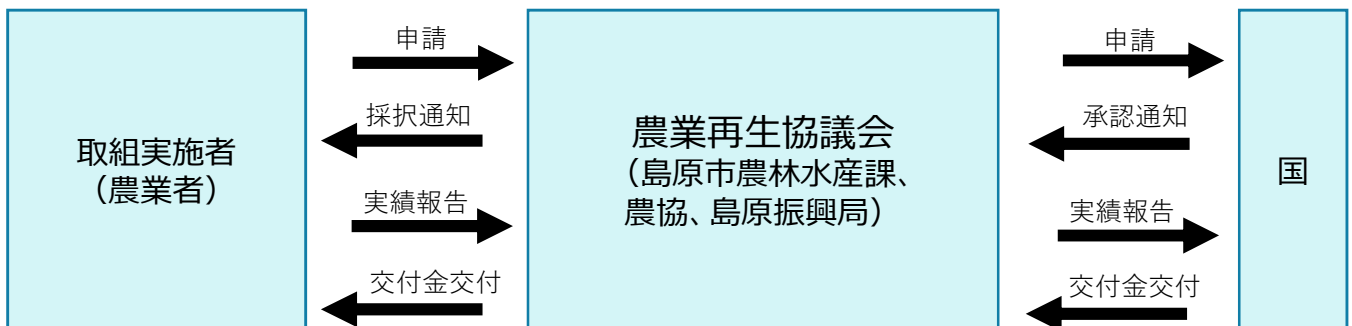 申請
採択通知
実績報告
交付金交付
取組実施者
（農業者）
農業再生協議会
（島原市農林水産課、
農協、島原振興局）
申請
承認通知
実績報告
交付金交付
国